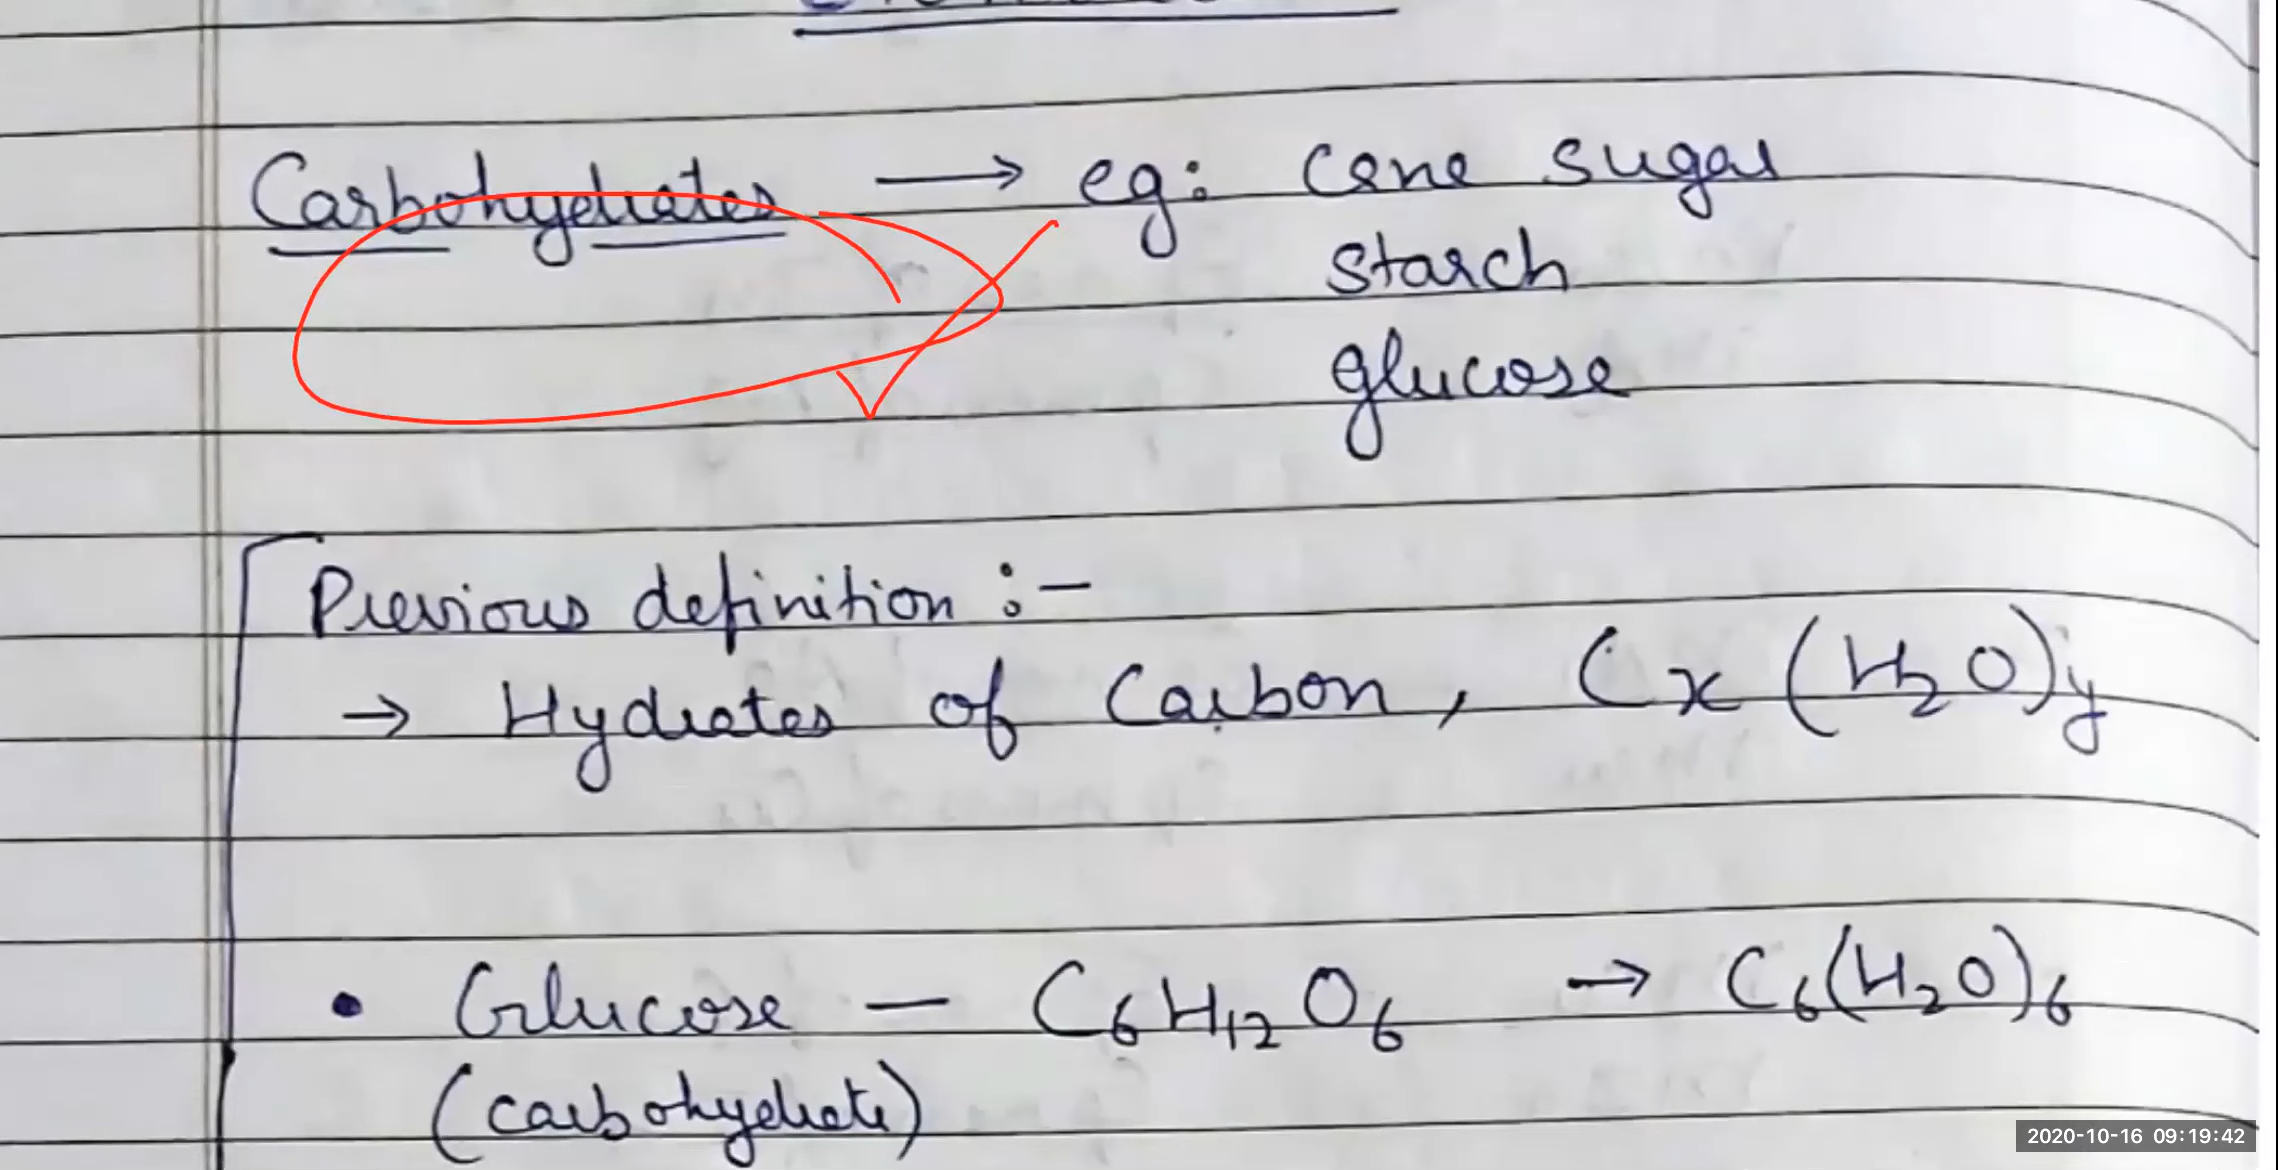 Carbohydrates → eg: cane sugar
starch
glucose
Previous definition :-
→ Hydrates of Carbon, Cx(H₂O)y
• Glucose — C₆H₁₂O₆ → C₆(H₂O)₆
(carbohydrate)
2020-10-16 09:19:42